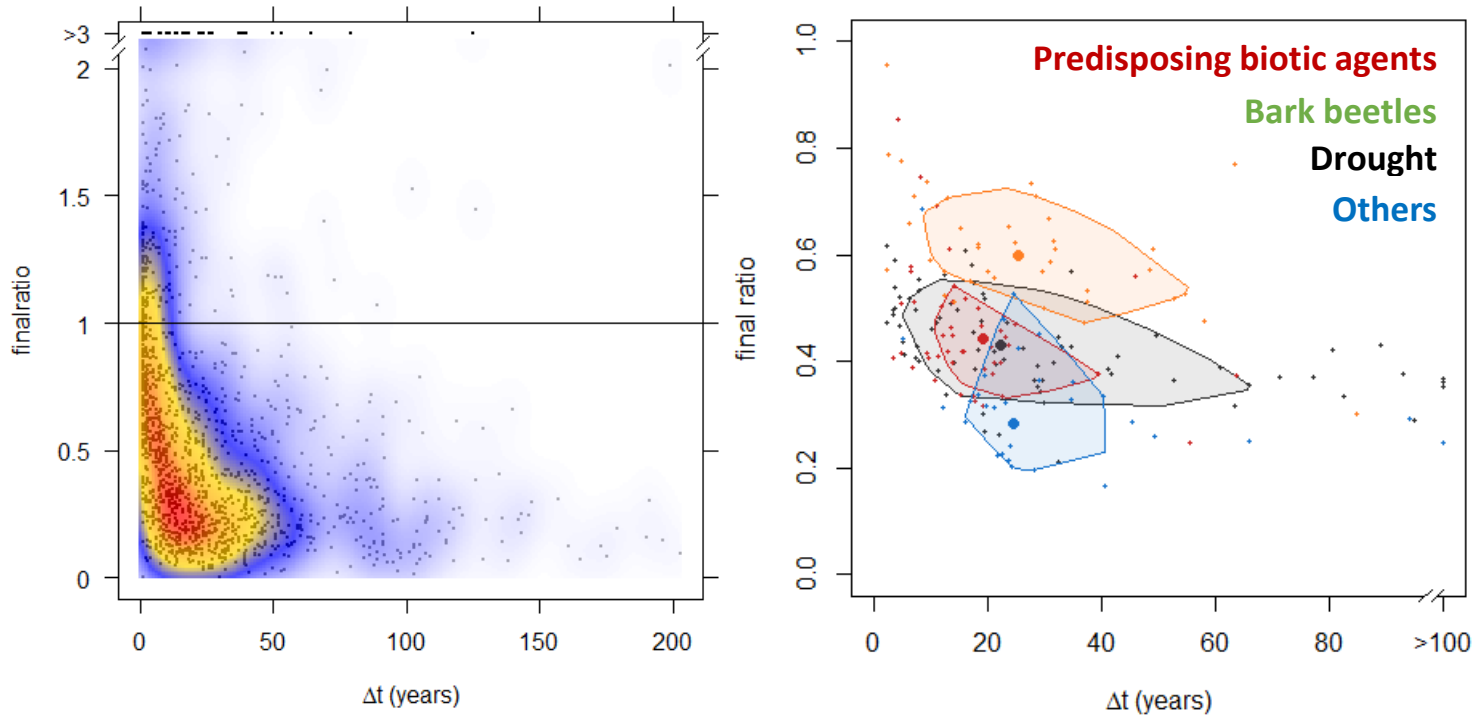 >3
2
1.5
1
0.5
0
finalratio
0
50
100
150
200
Δt (years)
Predisposing biotic agents
Bark beetles
Drought
Others
1.0
0.8
0.6
0.4
0.2
0.0
final ratio
0
20
40
60
80
>100
Δt (years)